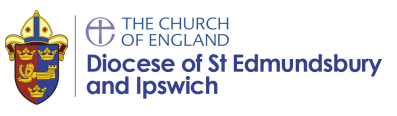 THE CHURCH
OF ENGLAND
Diocese of St Edmundsbury
and Ipswich